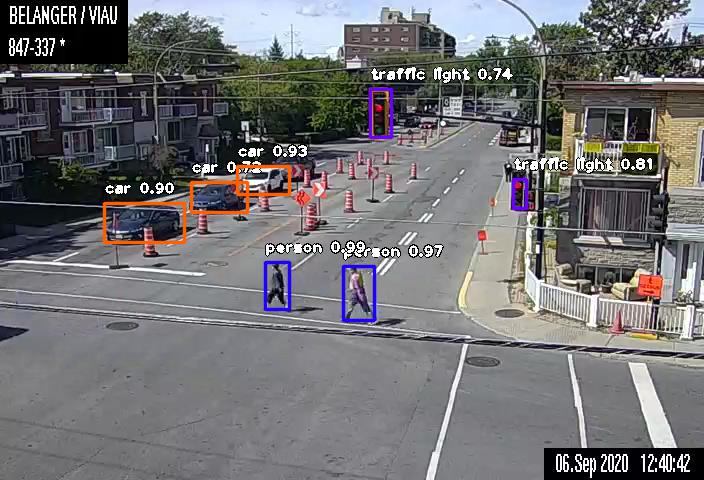 BELANGER / VIAU
847-337 *
traffic light 0.74
car 0.93
car 0.72
traffic light 0.81
car 0.90
person 0.99
person 0.97
06.Sep 2020 12:40:42